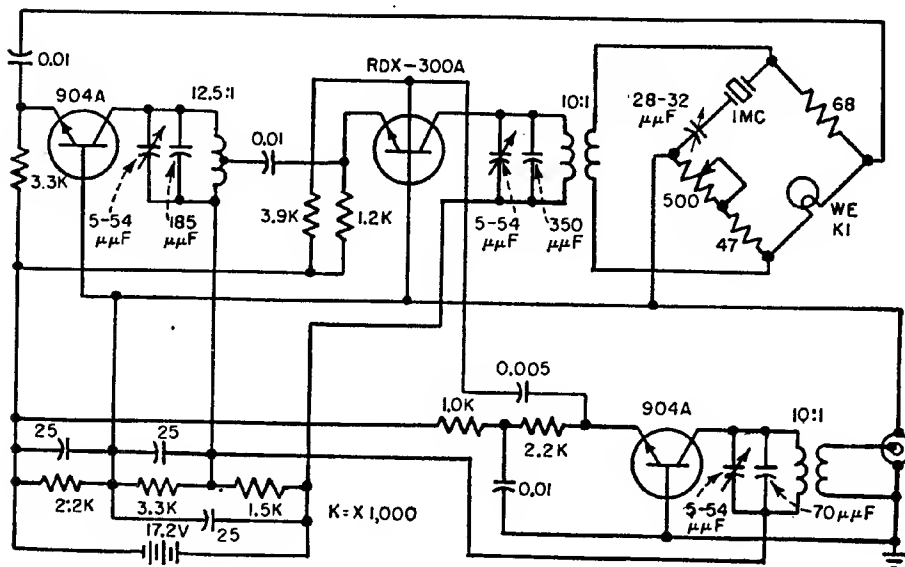 0.01
904A
12.5:1
RDX-300A
10:1
28-32
μμF
1MC
68
0.01
3.3K
5-54
μμF
185
μμF
3.9K
1.2K
5-54
μμF
350
μμF
500
47
WE
K1
0.005
1.0K
2.2K
904A
10:1
25
25
0.01
5-54
μμF
70μμF
2.2K
3.3K
1.5K
K=X 1,000
25
17.2V